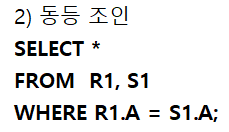 2) 동등 조인
SELECT *
FROM  R1, S1
WHERE R1.A = S1.A;